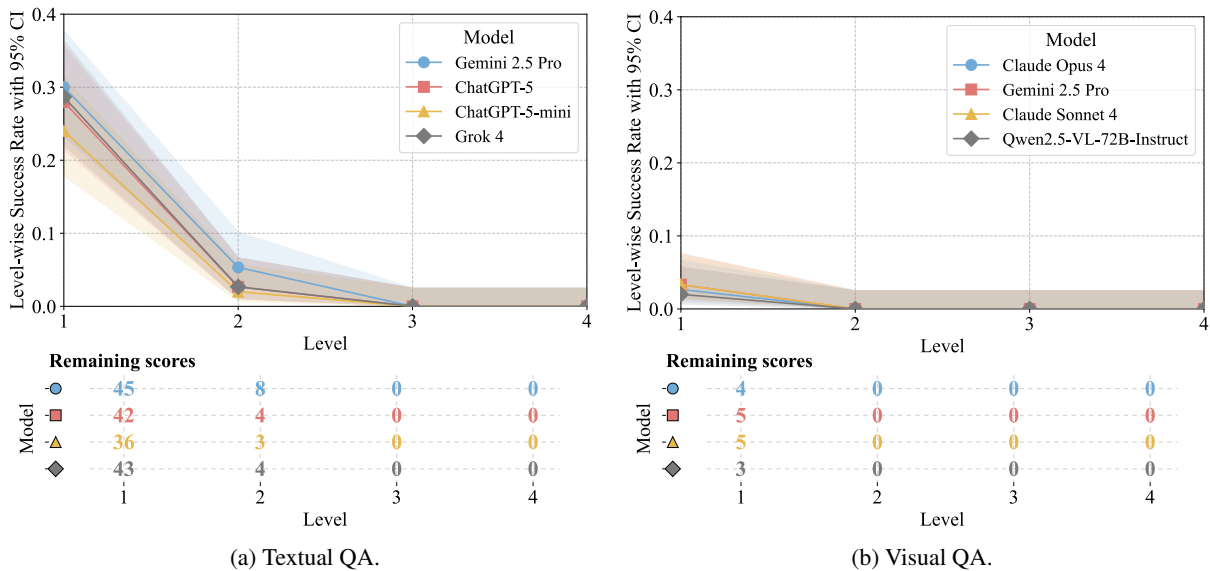 Level-wise Success Rate with 95% CI
0.4
0.3
0.2
0.1
0.0
1 2 3 4
Level
Model
Gemini 2.5 Pro
ChatGPT-5
ChatGPT-5-mini
Grok 4
Remaining scores
Model
45 8 0 0
42 4 0 0
36 3 0 0
43 4 0 0
1 2 3 4
Level
(a) Textual QA.
Level-wise Success Rate with 95% CI
0.4
0.3
0.2
0.1
0.0
1 2 3 4
Level
Model
Claude Opus 4
Gemini 2.5 Pro
Claude Sonnet 4
Qwen2.5-VL-72B-Instruct
Remaining scores
Model
4 0 0 0
5 0 0 0
5 0 0 0
3 0 0 0
1 2 3 4
Level
(b) Visual QA.